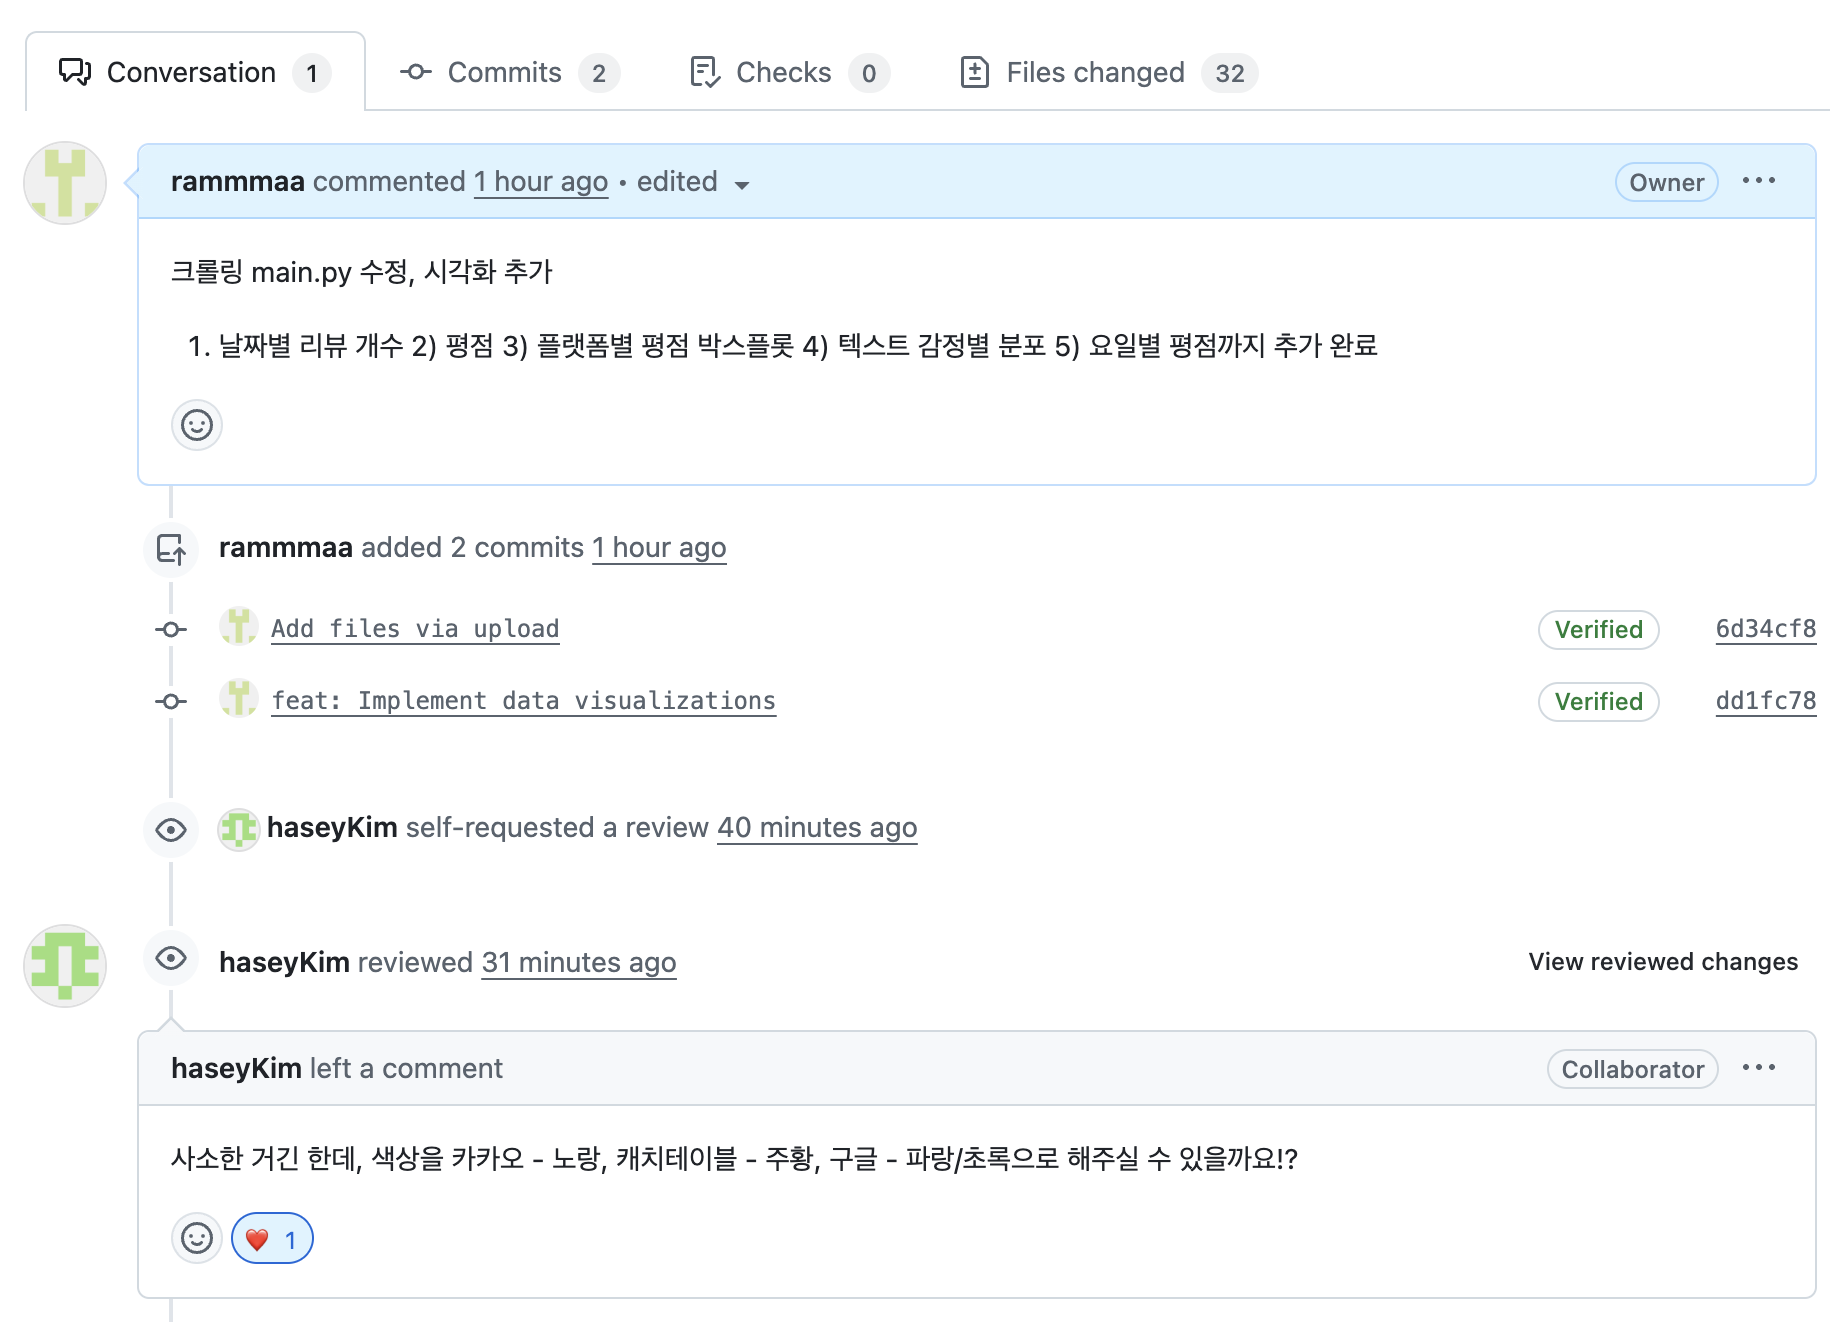 Conversation 1 Commits 2 Checks 0 Files changed 32
rammmaa commented 1 hour ago • edited Owner
크롤링 main.py 수정, 시각화 추가
1. 날짜별 리뷰 개수 2) 평점 3) 플랫폼별 평점 박스플롯 4) 텍스트 감정별 분포 5) 요일별 평점까지 추가 완료
rammmaa added 2 commits 1 hour ago
Add files via upload Verified 6d34cf8
feat: Implement data visualizations Verified dd1fc78
haseyKim self-requested a review 40 minutes ago
haseyKim reviewed 31 minutes ago View reviewed changes
haseyKim left a comment Collaborator
사소한 거긴 한데, 색상을 카카오 - 노랑, 캐치테이블 - 주황, 구글 - 파랑/초록으로 해주실 수 있을까요!?
❤️ 1